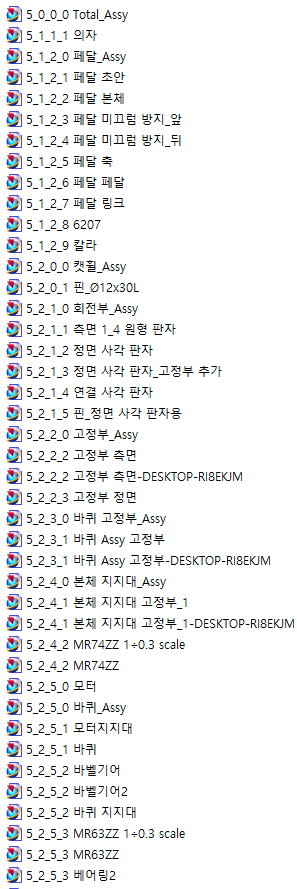 5_0_0_0 Total_Assy
5_1_1_1 의자
5_1_2_0 페달_Assy
5_1_2_1 페달 초안
5_1_2_2 페달 본체
5_1_2_3 페달 미끄럼 방지_앞
5_1_2_4 페달 미끄럼 방지_뒤
5_1_2_5 페달 축
5_1_2_6 페달 페달
5_1_2_7 페달 링크
5_1_2_8 6207
5_1_2_9 칼라
5_2_0_0 캣휠_Assy
5_2_0_1 핀_Ø12x30L
5_2_1_0 회전부_Assy
5_2_1_1 측면 1_4 원형 판자
5_2_1_2 정면 사각 판자
5_2_1_3 정면 사각 판자_고정부 추가
5_2_1_4 연결 사각 판자
5_2_1_5 핀_정면 사각 판자용
5_2_2_0 고정부_Assy
5_2_2_2 고정부 측면
5_2_2_2 고정부 측면-DESKTOP-RI8EKJM
5_2_2_3 고정부 정면
5_2_3_0 바퀴 고정부_Assy
5_2_3_1 바퀴 Assy 고정부
5_2_3_1 바퀴 Assy 고정부-DESKTOP-RI8EKJM
5_2_4_0 본체 지지대_Assy
5_2_4_1 본체 지지대 고정부_1
5_2_4_1 본체 지지대 고정부_1-DESKTOP-RI8EKJM
5_2_4_2 MR74ZZ 1÷0.3 scale
5_2_4_2 MR74ZZ
5_2_5_0 모터
5_2_5_0 바퀴_Assy
5_2_5_1 모터지지대
5_2_5_1 바퀴
5_2_5_2 바벨기어
5_2_5_2 바벨기어2
5_2_5_2 바퀴 지지대
5_2_5_3 MR63ZZ 1÷0.3 scale
5_2_5_3 MR63ZZ
5_2_5_3 베어링2